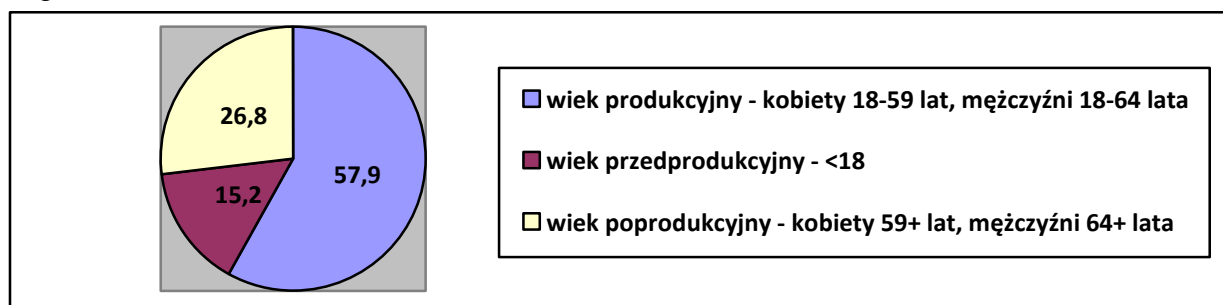 26,8
57,9
15,2
wiek produkcyjny - kobiety 18-59 lat, mężczyźni 18-64 lata
wiek przedprodukcyjny - <18
wiek poprodukcyjny - kobiety 59+ lat, mężczyźni 64+ lata